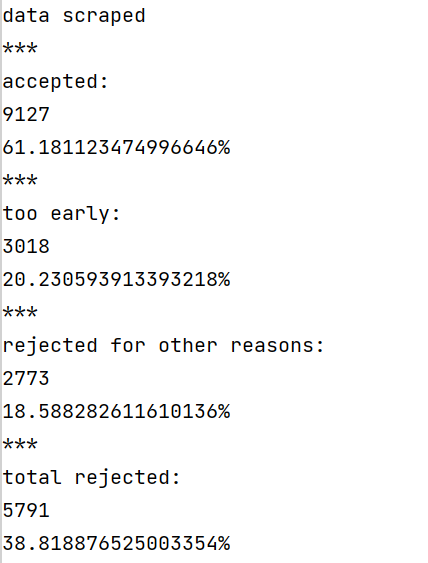 data scraped
***
accepted:
9127
61.181123474996646%
***
too early:
3018
20.230593913393218%
***
rejected for other reasons:
2773
18.588282611610136%
***
total rejected:
5791
38.818876525003354%